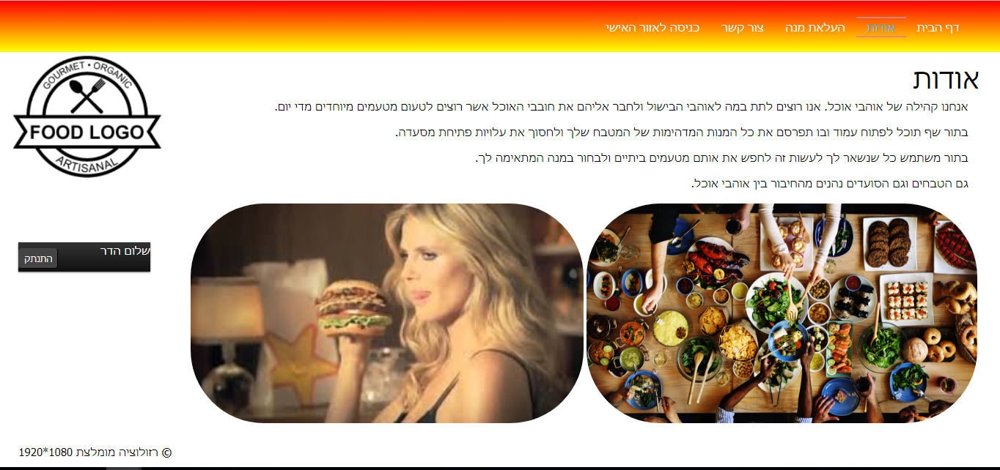 דף הבית אודות העלאת מנה צור קשר כניסה לאזור האישי
GOURMET • ORGANIC
FOOD LOGO
ARTISANAL
אודות
אנחנו קהילה של אוהבי אוכל. אנו רוצים לתת במה לאוהבי הבישול ולחבר אליהם את חובבי האוכל אשר רוצים לטעום מטעמים מיוחדים מדי יום.
בתור שף תוכל לפתוח עמוד ובו תפרסם את כל המנות המדהימות של המטבח שלך ולחסוך את עלויות פתיחת מסעדה.
בתור משתמש כל שנשאר לך לעשות זה לחפש את אותם מטעמים ביתיים ולבחור במנה המתאימה לך.
גם הטבחים וגם הסועדים נהנים מהחיבור בין אוהבי אוכל.
שלום הדר
התנתק
© רזולוציה מומלצת 1080*1920